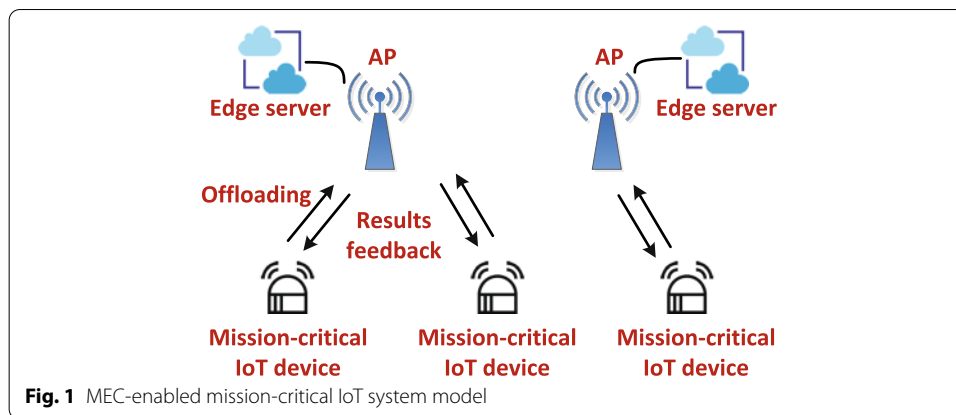 AP
AP
Edge server
Edge server
Offloading
Results
feedback
Mission-critical
IoT device
Mission-critical
IoT device
Mission-critical
IoT device
Fig. 1 MEC-enabled mission-critical IoT system model